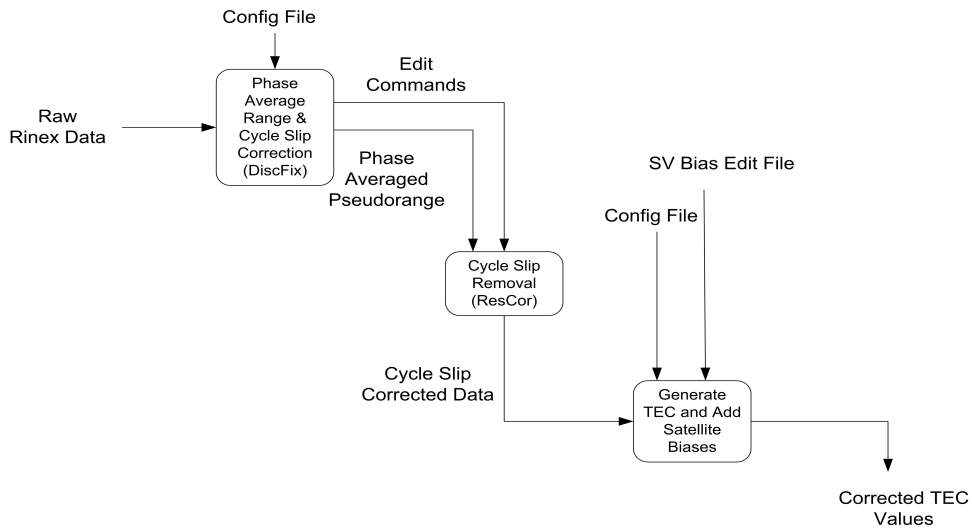 Config File
Phase
Average
Range &
Cycle Slip
Correction
(DiscFix)
Raw
Rinex Data
Edit
Commands
Phase
Averaged
Pseudorange
SV Bias Edit File
Config File
Cycle Slip
Removal
(ResCor)
Cycle Slip
Corrected Data
Generate
TEC and Add
Satellite
Biases
Corrected TEC
Values